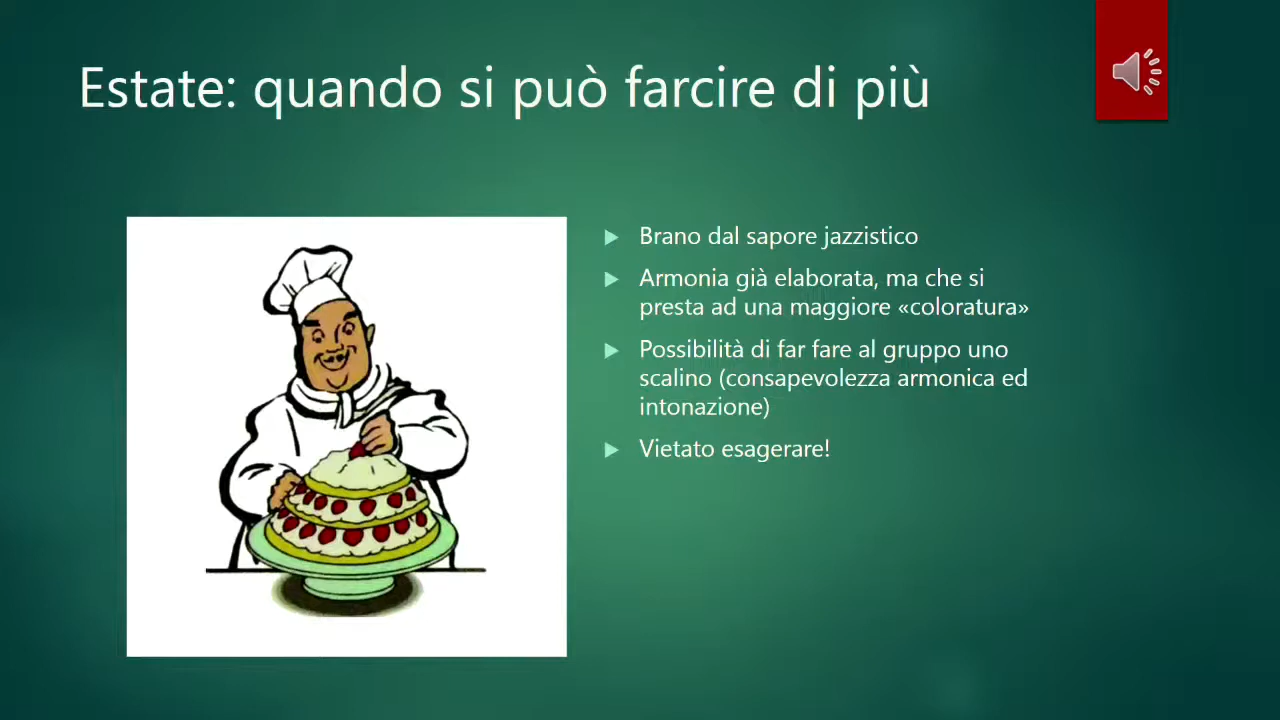 Estate: quando si può farcire di più
Brano dal sapore jazzistico
Armonia già elaborata, ma che si
presta ad una maggiore «coloratura»
Possibilità di far fare al gruppo uno
scalino (consapevolezza armonica ed
intonazione)
Vietato esagerare!